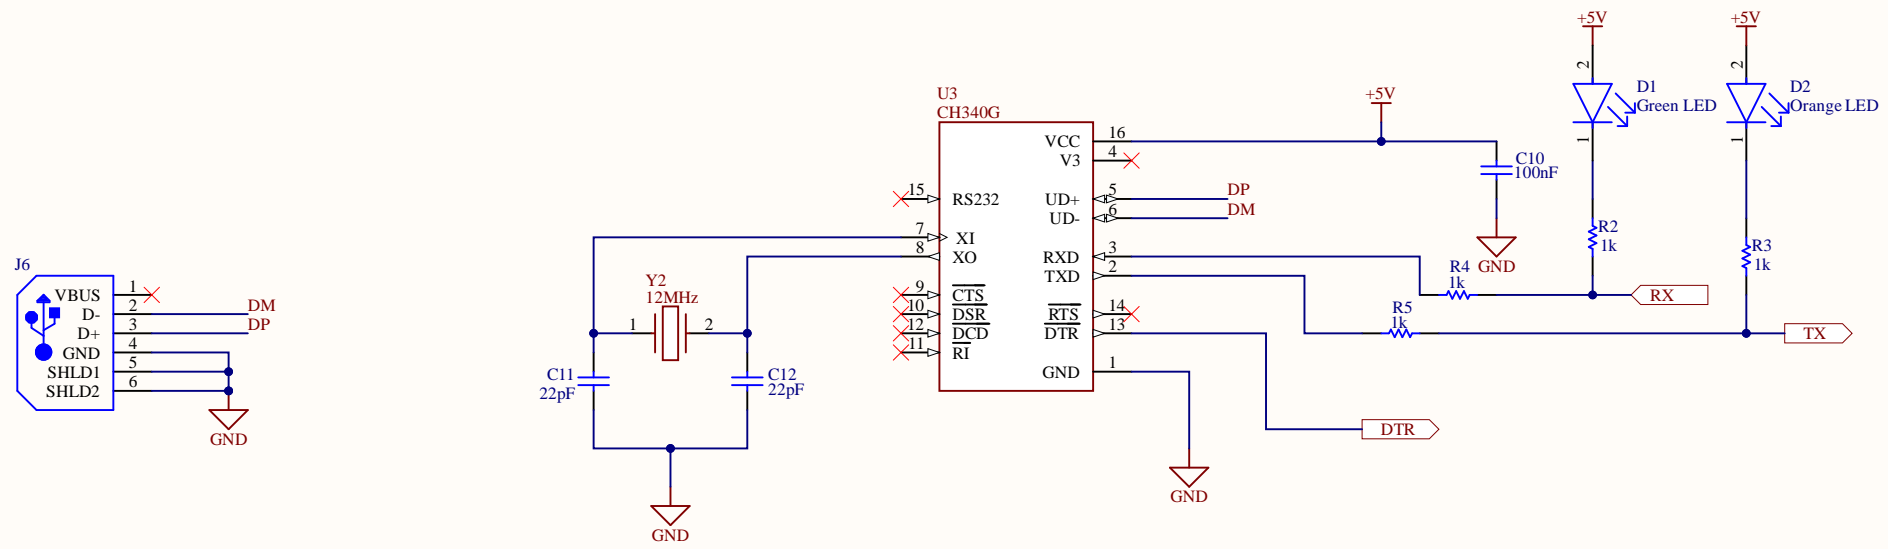 J6
VBUS 1
D- 2
D+ 3
GND 4
SHLD1 5
SHLD2 6
DM
DP
GND
Y2
12MHz
1
2
C11
22pF
C12
22pF
GND
U3
CH340G
15 RS232
7 XI
8 XO
9 CTS
10 DSR
12 DCD
11 RI
VCC 16
V3 4
UD+ 5
UD- 6
RXD 3
TXD 2
RTS 14
DTR 13
GND 1
DP
DM
GND
DTR
+5V
C10
100nF
GND
R4
1k
R5
1k
+5V
2
D1
Green LED
1
R2
1k
RX
+5V
2
D2
Orange LED
1
R3
1k
TX